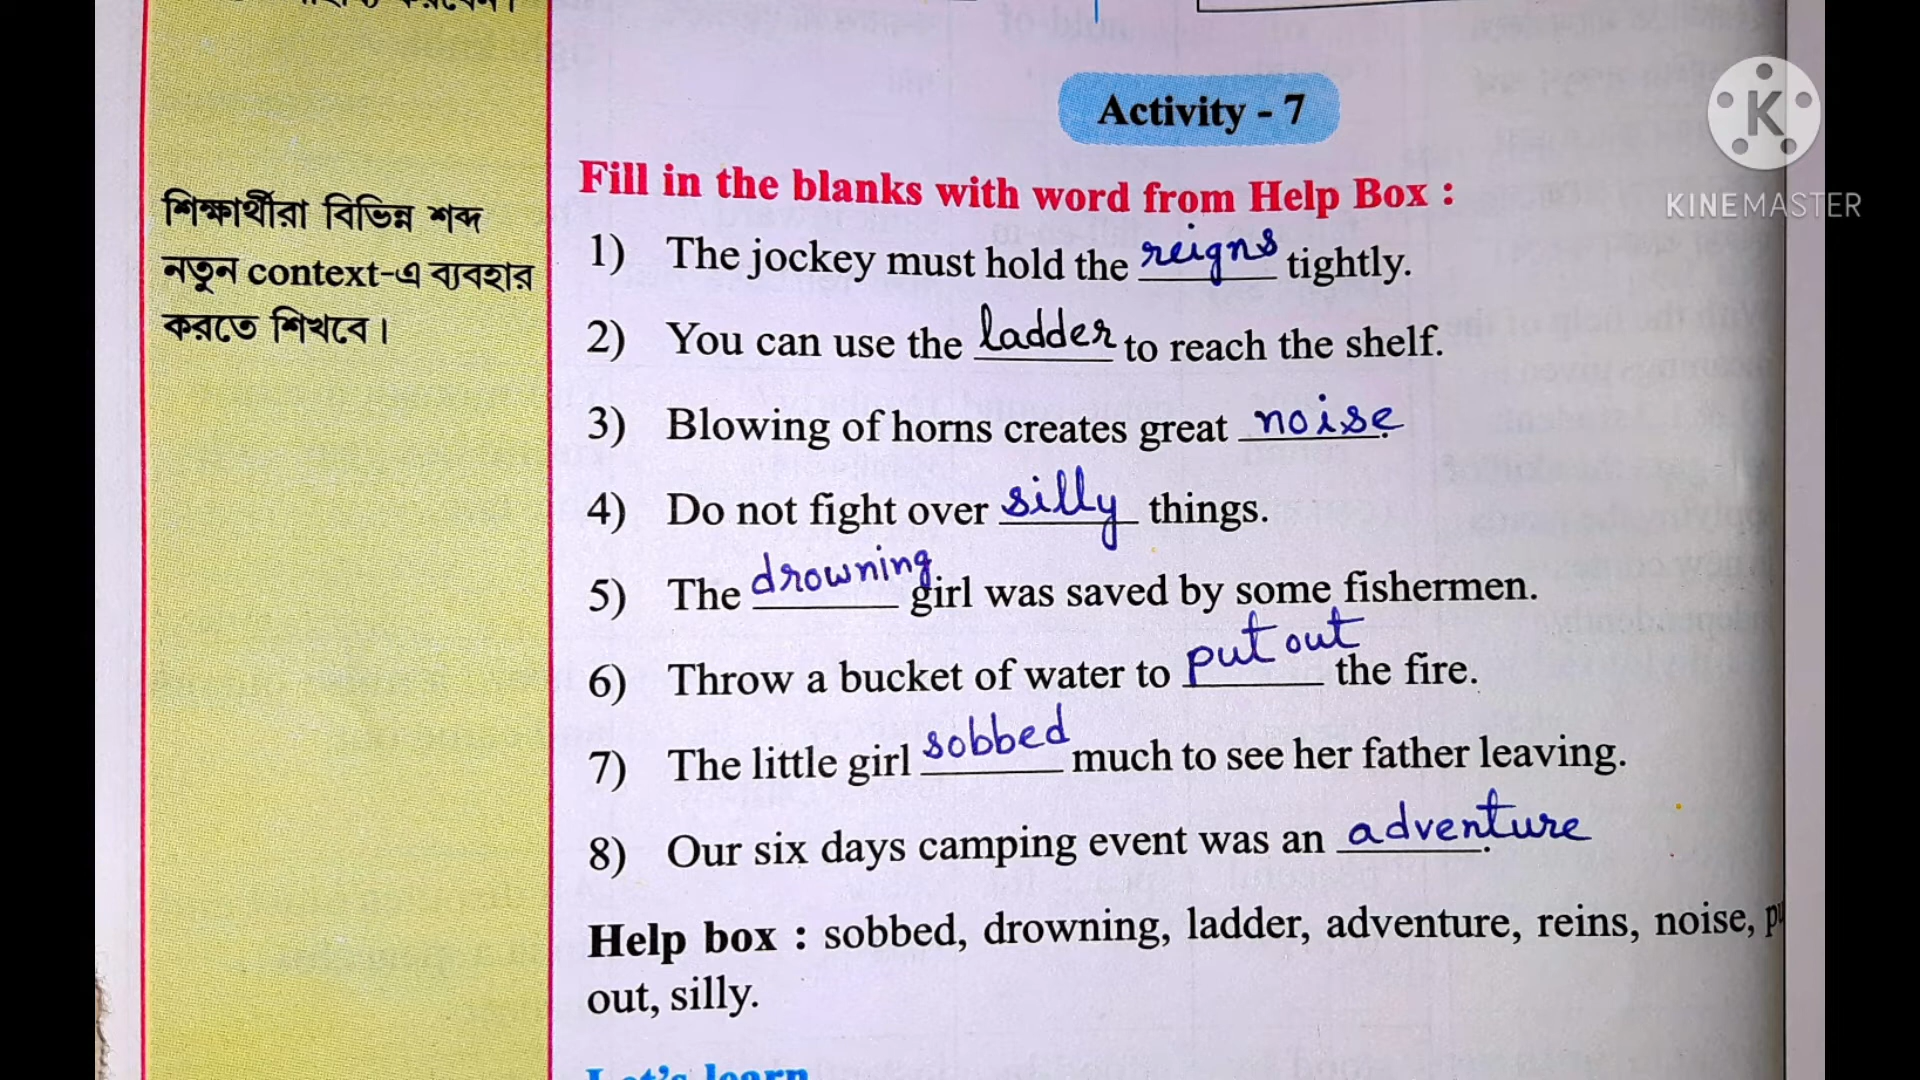 Activity - 7
K
KINEMASTER
Fill in the blanks with word from Help Box :
শিক্ষার্থীরা বিভিন্ন শব্দ
নতুন context-এ ব্যবহার
করতে শিখবে।
1) The jockey must hold the reigns tightly.
2) You can use the ladder to reach the shelf.
3) Blowing of horns creates great noise.
4) Do not fight over silly things.
5) The drowning girl was saved by some fishermen.
6) Throw a bucket of water to put out the fire.
7) The little girl sobbed much to see her father leaving.
8) Our six days camping event was an adventure.
Help box : sobbed, drowning, ladder, adventure, reins, noise, pu
out, silly.
Let's learn